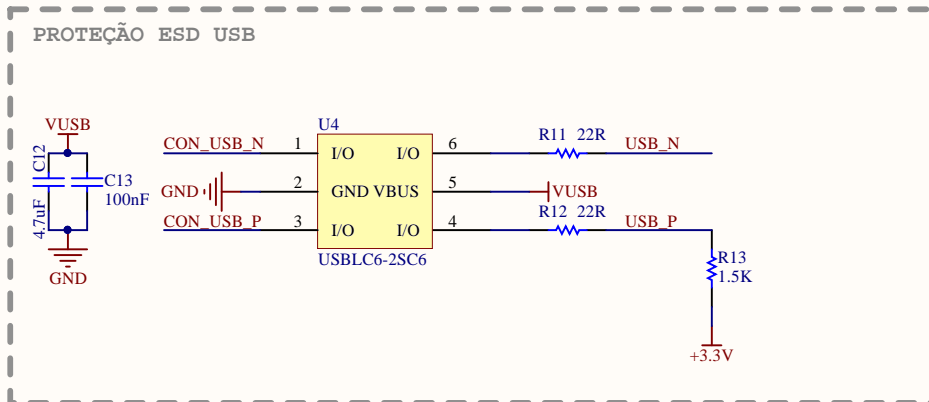 PROTEÇÃO ESD USB
VUSB
C12
4.7uF
C13
100nF
GND
U4
CON_USB_N
1
I/O
I/O
6
R11 22R
USB_N
GND
2
GND VBUS
5
VUSB
CON_USB_P
3
I/O
I/O
4
R12 22R
USB_P
USBLC6-2SC6
R13
1.5K
+3.3V